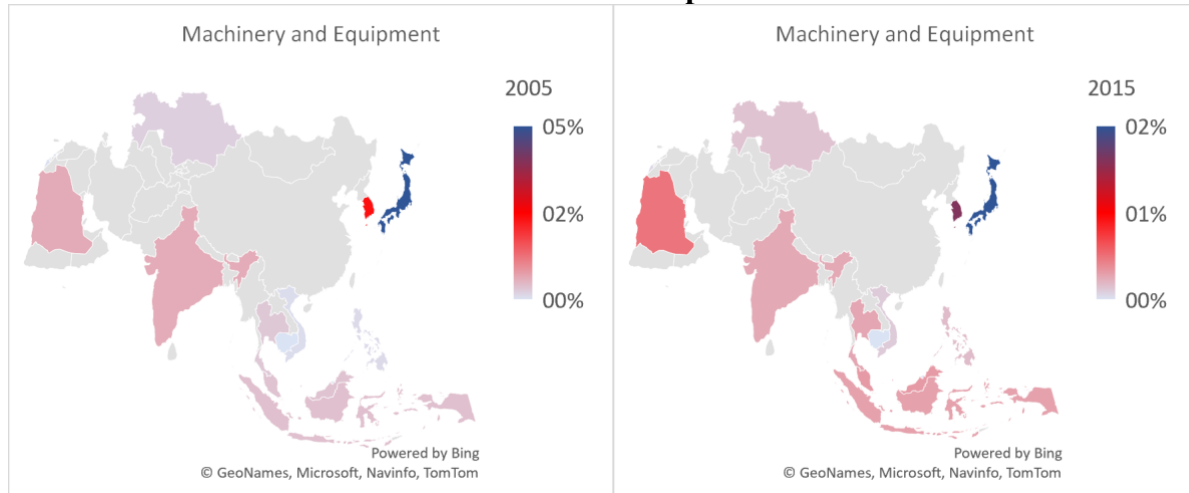 Machinery and Equipment
2005
05%
02%
00%
Powered by Bing
© GeoNames, Microsoft, Navinfo, TomTom
Machinery and Equipment
2015
02%
01%
00%
Powered by Bing
© GeoNames, Microsoft, Navinfo, TomTom